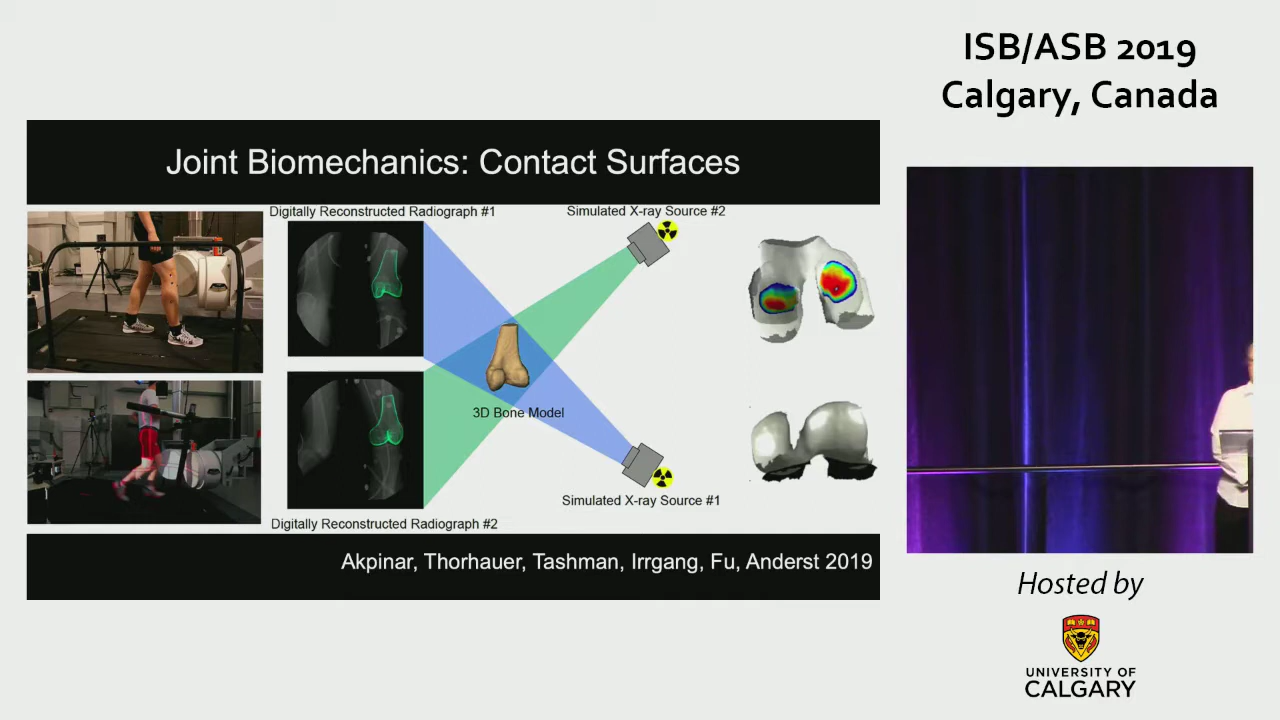 ISB/ASB 2019
Calgary, Canada
Joint Biomechanics: Contact Surfaces
Digitally Reconstructed Radiograph #1
Simulated X-ray Source #2
3D Bone Model
Simulated X-ray Source #1
Digitally Reconstructed Radiograph #2
Akpinar, Thorhauer, Tashman, Irrgang, Fu, Anderst 2019
Hosted by
UNIVERSITY OF
CALGARY